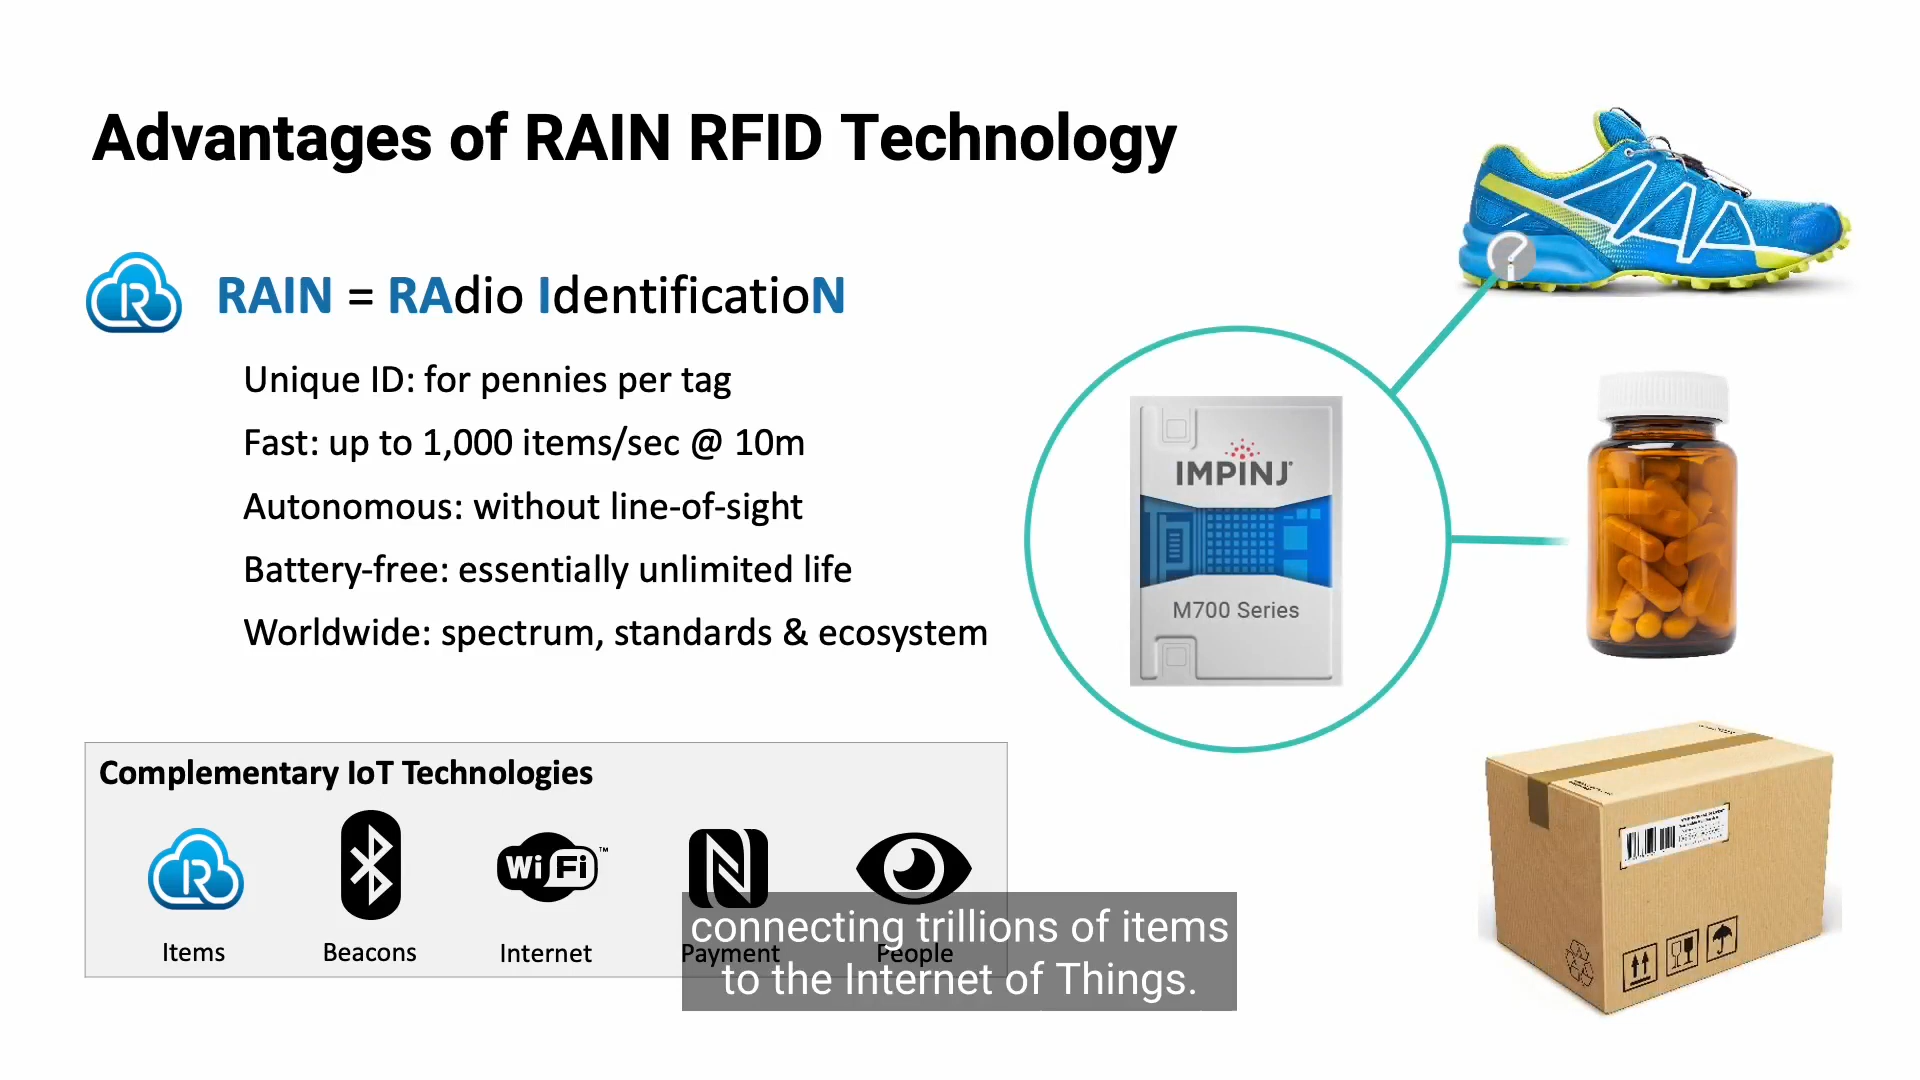 Advantages of RAIN RFID Technology
RAIN = RAdio IdentificatioN
Unique ID: for pennies per tag
Fast: up to 1,000 items/sec @ 10m
Autonomous: without line-of-sight
Battery-free: essentially unlimited life
Worldwide: spectrum, standards & ecosystem
IMPINJ
M700 Series
Complementary IoT Technologies
R
R
Wi Fi ™
N
Items
Beacons
Internet
Payment
People
connecting trillions of items
to the Internet of Things.